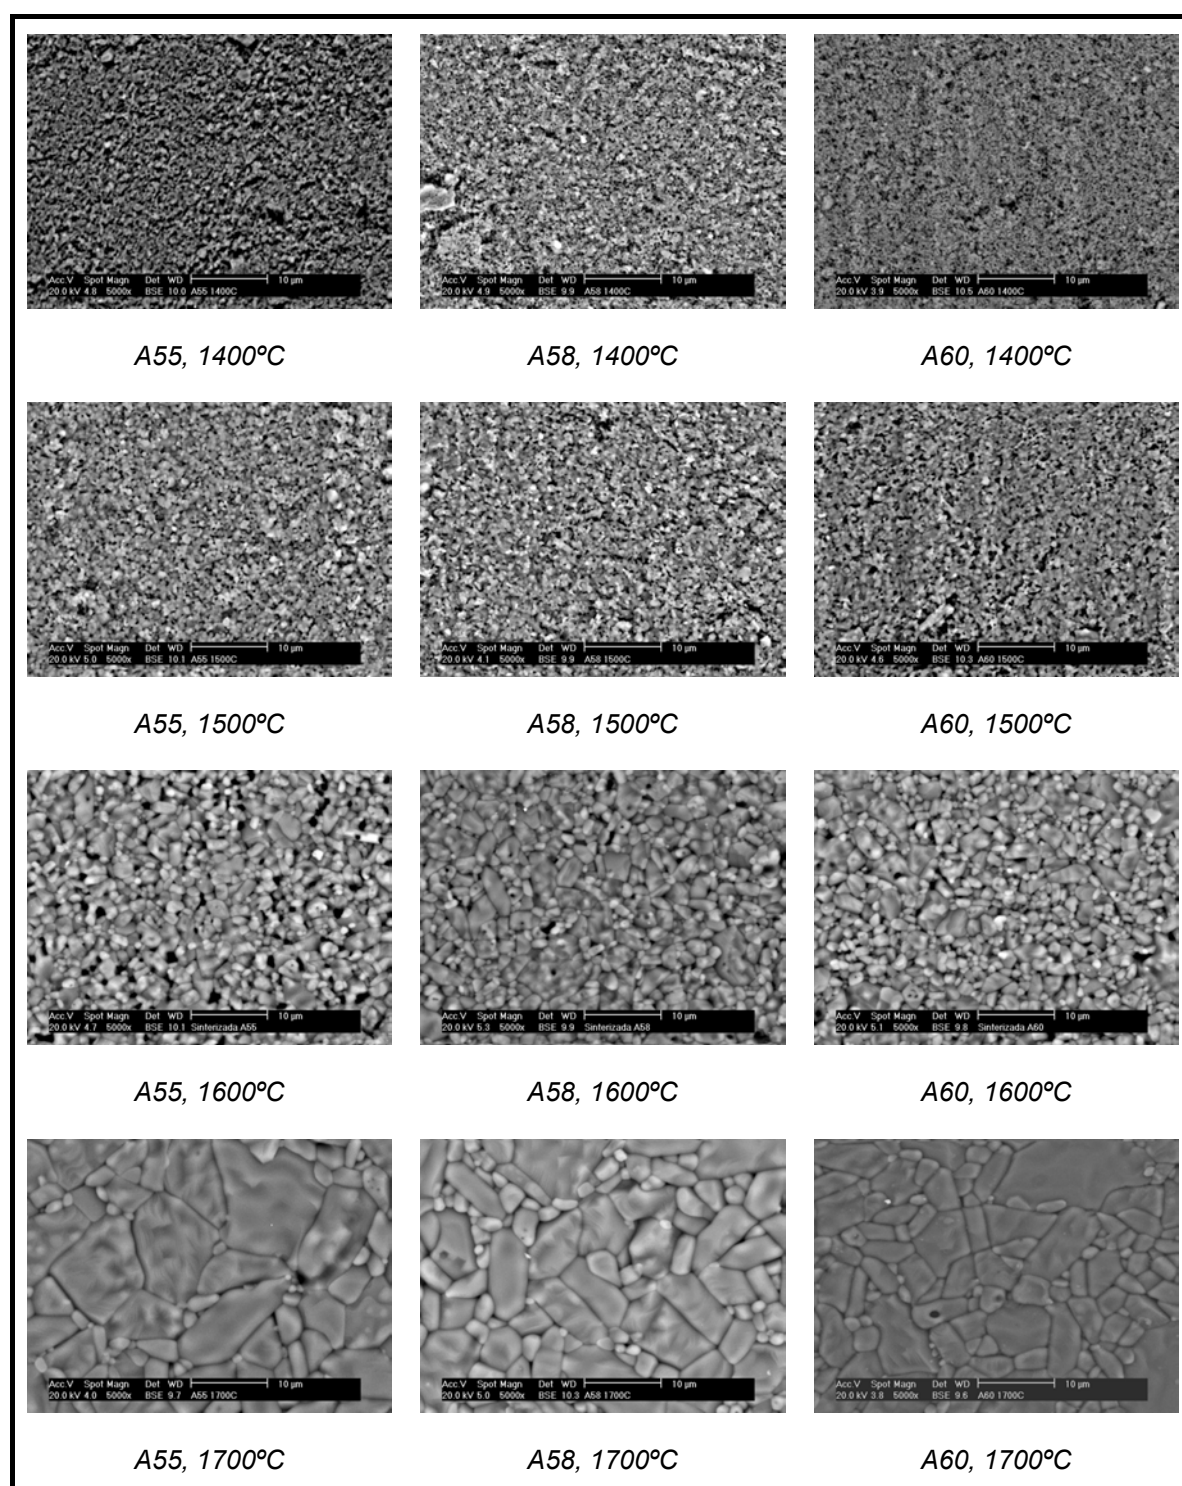 Acc.V Spot Magn Det WD 10 µm
20.0 kV 4.8 5000x BSE 10.0 A55 1400C
Acc.V Spot Magn Det WD 10 µm
20.0 kV 4.9 5000x BSE 9.9 A58 1400C
Acc.V Spot Magn Det WD 10 µm
20.0 kV 3.9 5000x BSE 10.5 A60 1400C
A55, 1400ºC
A58, 1400ºC
A60, 1400ºC
Acc.V Spot Magn Det WD 10 µm
20.0 kV 5.0 5000x BSE 10.1 A55 1500C
Acc.V Spot Magn Det WD 10 µm
20.0 kV 4.1 5000x BSE 9.9 A58 1500C
Acc.V Spot Magn Det WD 10 µm
20.0 kV 4.6 5000x BSE 10.3 A60 1500C
A55, 1500ºC
A58, 1500ºC
A60, 1500ºC
Acc.V Spot Magn Det WD 10 µm
20.0 kV 4.7 5000x BSE 10.1 Sinterizada A55
Acc.V Spot Magn Det WD 10 µm
20.0 kV 5.3 5000x BSE 9.9 Sinterizada A58
Acc.V Spot Magn Det WD 10 µm
20.0 kV 5.1 5000x BSE 9.8 Sinterizada A60
A55, 1600ºC
A58, 1600ºC
A60, 1600ºC
Acc.V Spot Magn Det WD 10 µm
20.0 kV 4.0 5000x BSE 9.7 A55 1700C
Acc.V Spot Magn Det WD 10 µm
20.0 kV 5.0 5000x BSE 10.3 A58 1700C
Acc.V Spot Magn Det WD 10 µm
20.0 kV 3.8 5000x BSE 9.6 A60 1700C
A55, 1700ºC
A58, 1700ºC
A60, 1700ºC